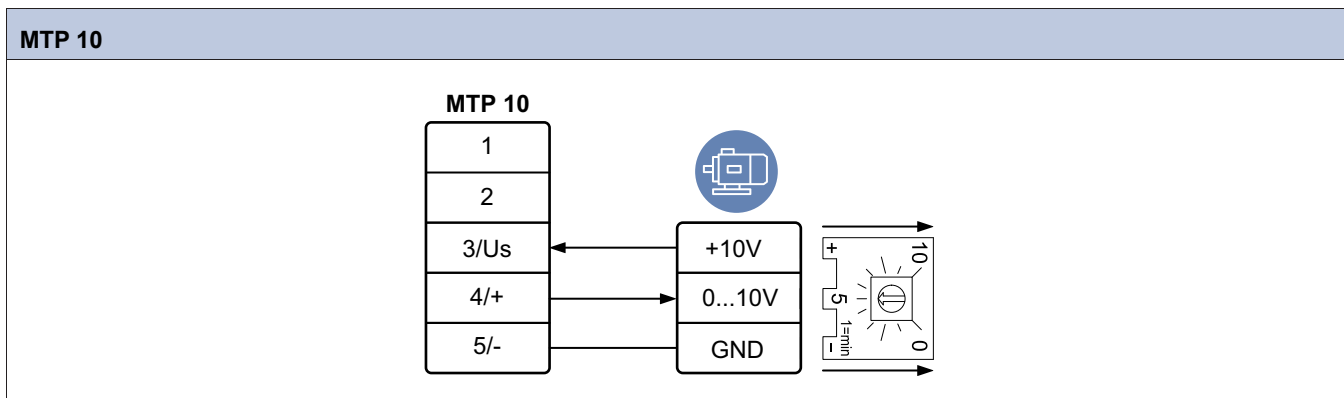 MTP 10
MTP 10
1
2
3/Us
4/+
5/-
+10V
0...10V
GND
+
10
5
1=min
-
0